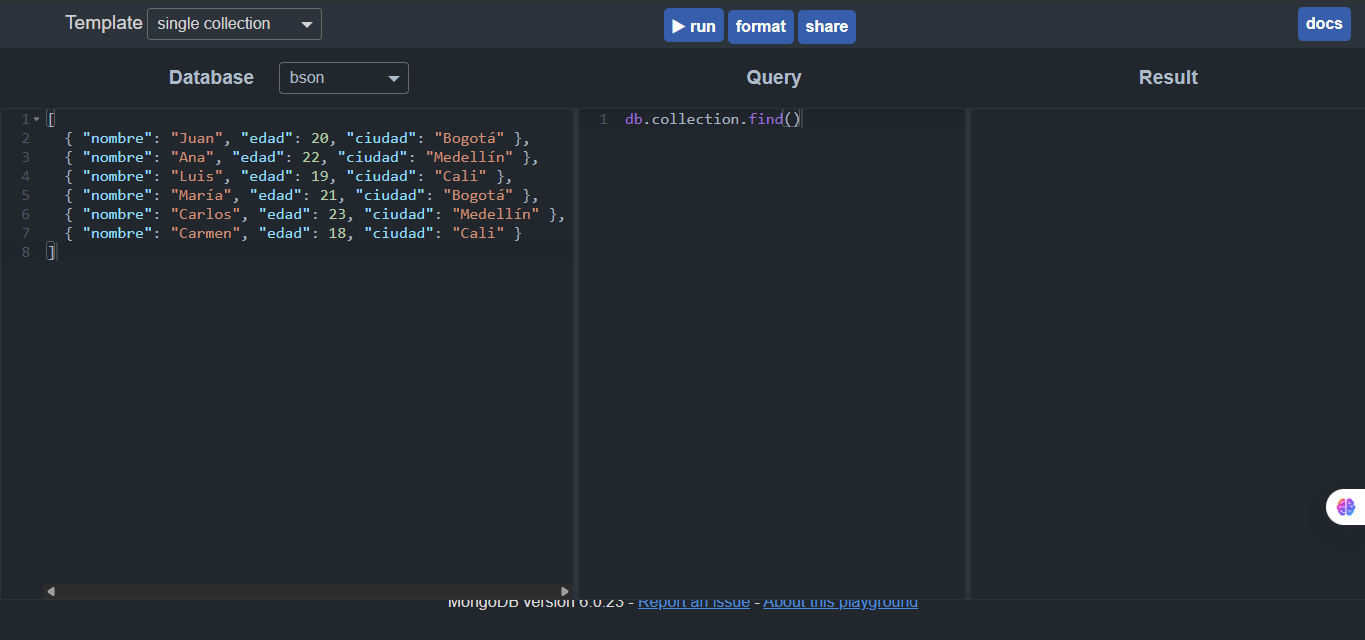 Template single collection ▶ run format share docs
Database bson Query Result
1 [
2 { "nombre": "Juan", "edad": 20, "ciudad": "Bogotá" },
3 { "nombre": "Ana", "edad": 22, "ciudad": "Medellín" },
4 { "nombre": "Luis", "edad": 19, "ciudad": "Cali" },
5 { "nombre": "María", "edad": 21, "ciudad": "Bogotá" },
6 { "nombre": "Carlos", "edad": 23, "ciudad": "Medellín" },
7 { "nombre": "Carmen", "edad": 18, "ciudad": "Cali" }
8 ]
1 db.collection.find()
MongoDB version 6.0.23 - Report an issue - About this playground